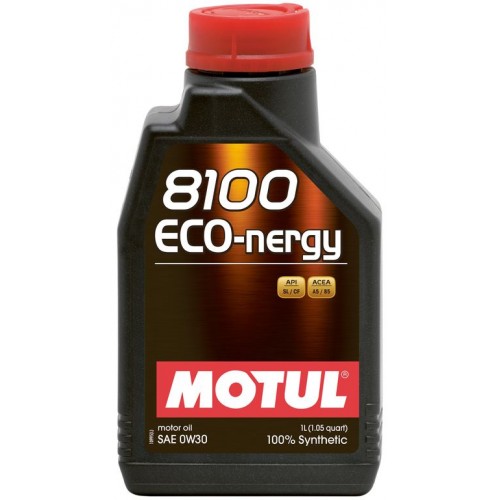 8100
ECO-nergy
API
SL / CF
ACEA
A5 / B5
MOTUL®
motor oil
SAE 0W30
1L (1.05 quart)
100% Synthetic